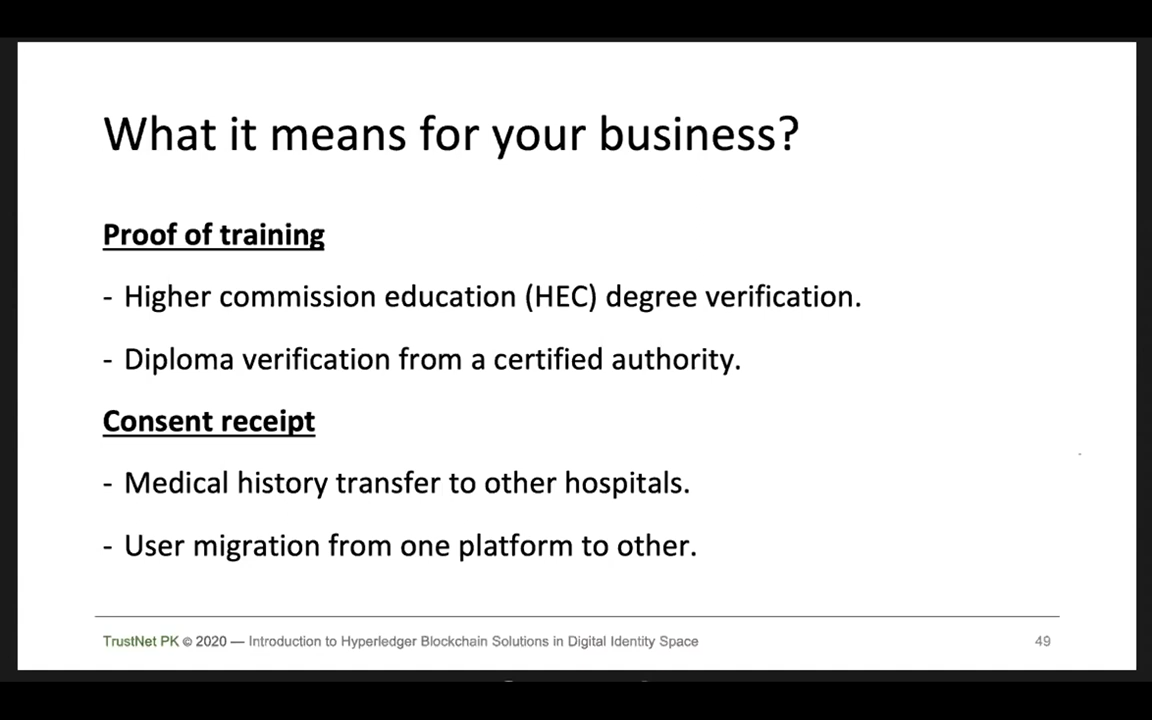 What it means for your business?
Proof of training
- Higher commission education (HEC) degree verification.
- Diploma verification from a certified authority.
Consent receipt
- Medical history transfer to other hospitals.
- User migration from one platform to other.
TrustNet PK © 2020 — Introduction to Hyperledger Blockchain Solutions in Digital Identity Space 49